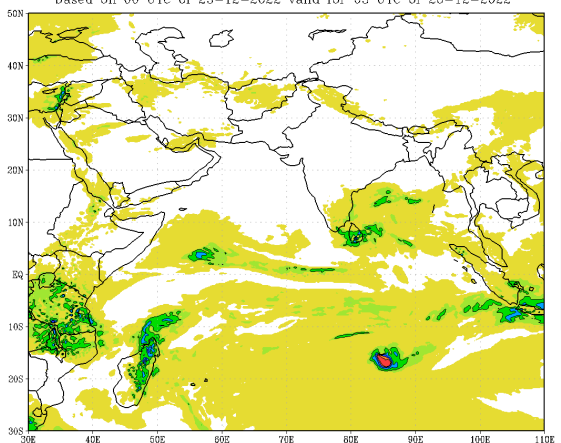 Based on 00 UTC of 25-12-2022 valid for 03 UTC of 28-12-2022
50N
40N
30N
20N
10N
EQ
10S
20S
30S
30E 40E 50E 60E 70E 80E 90E 100E 110E